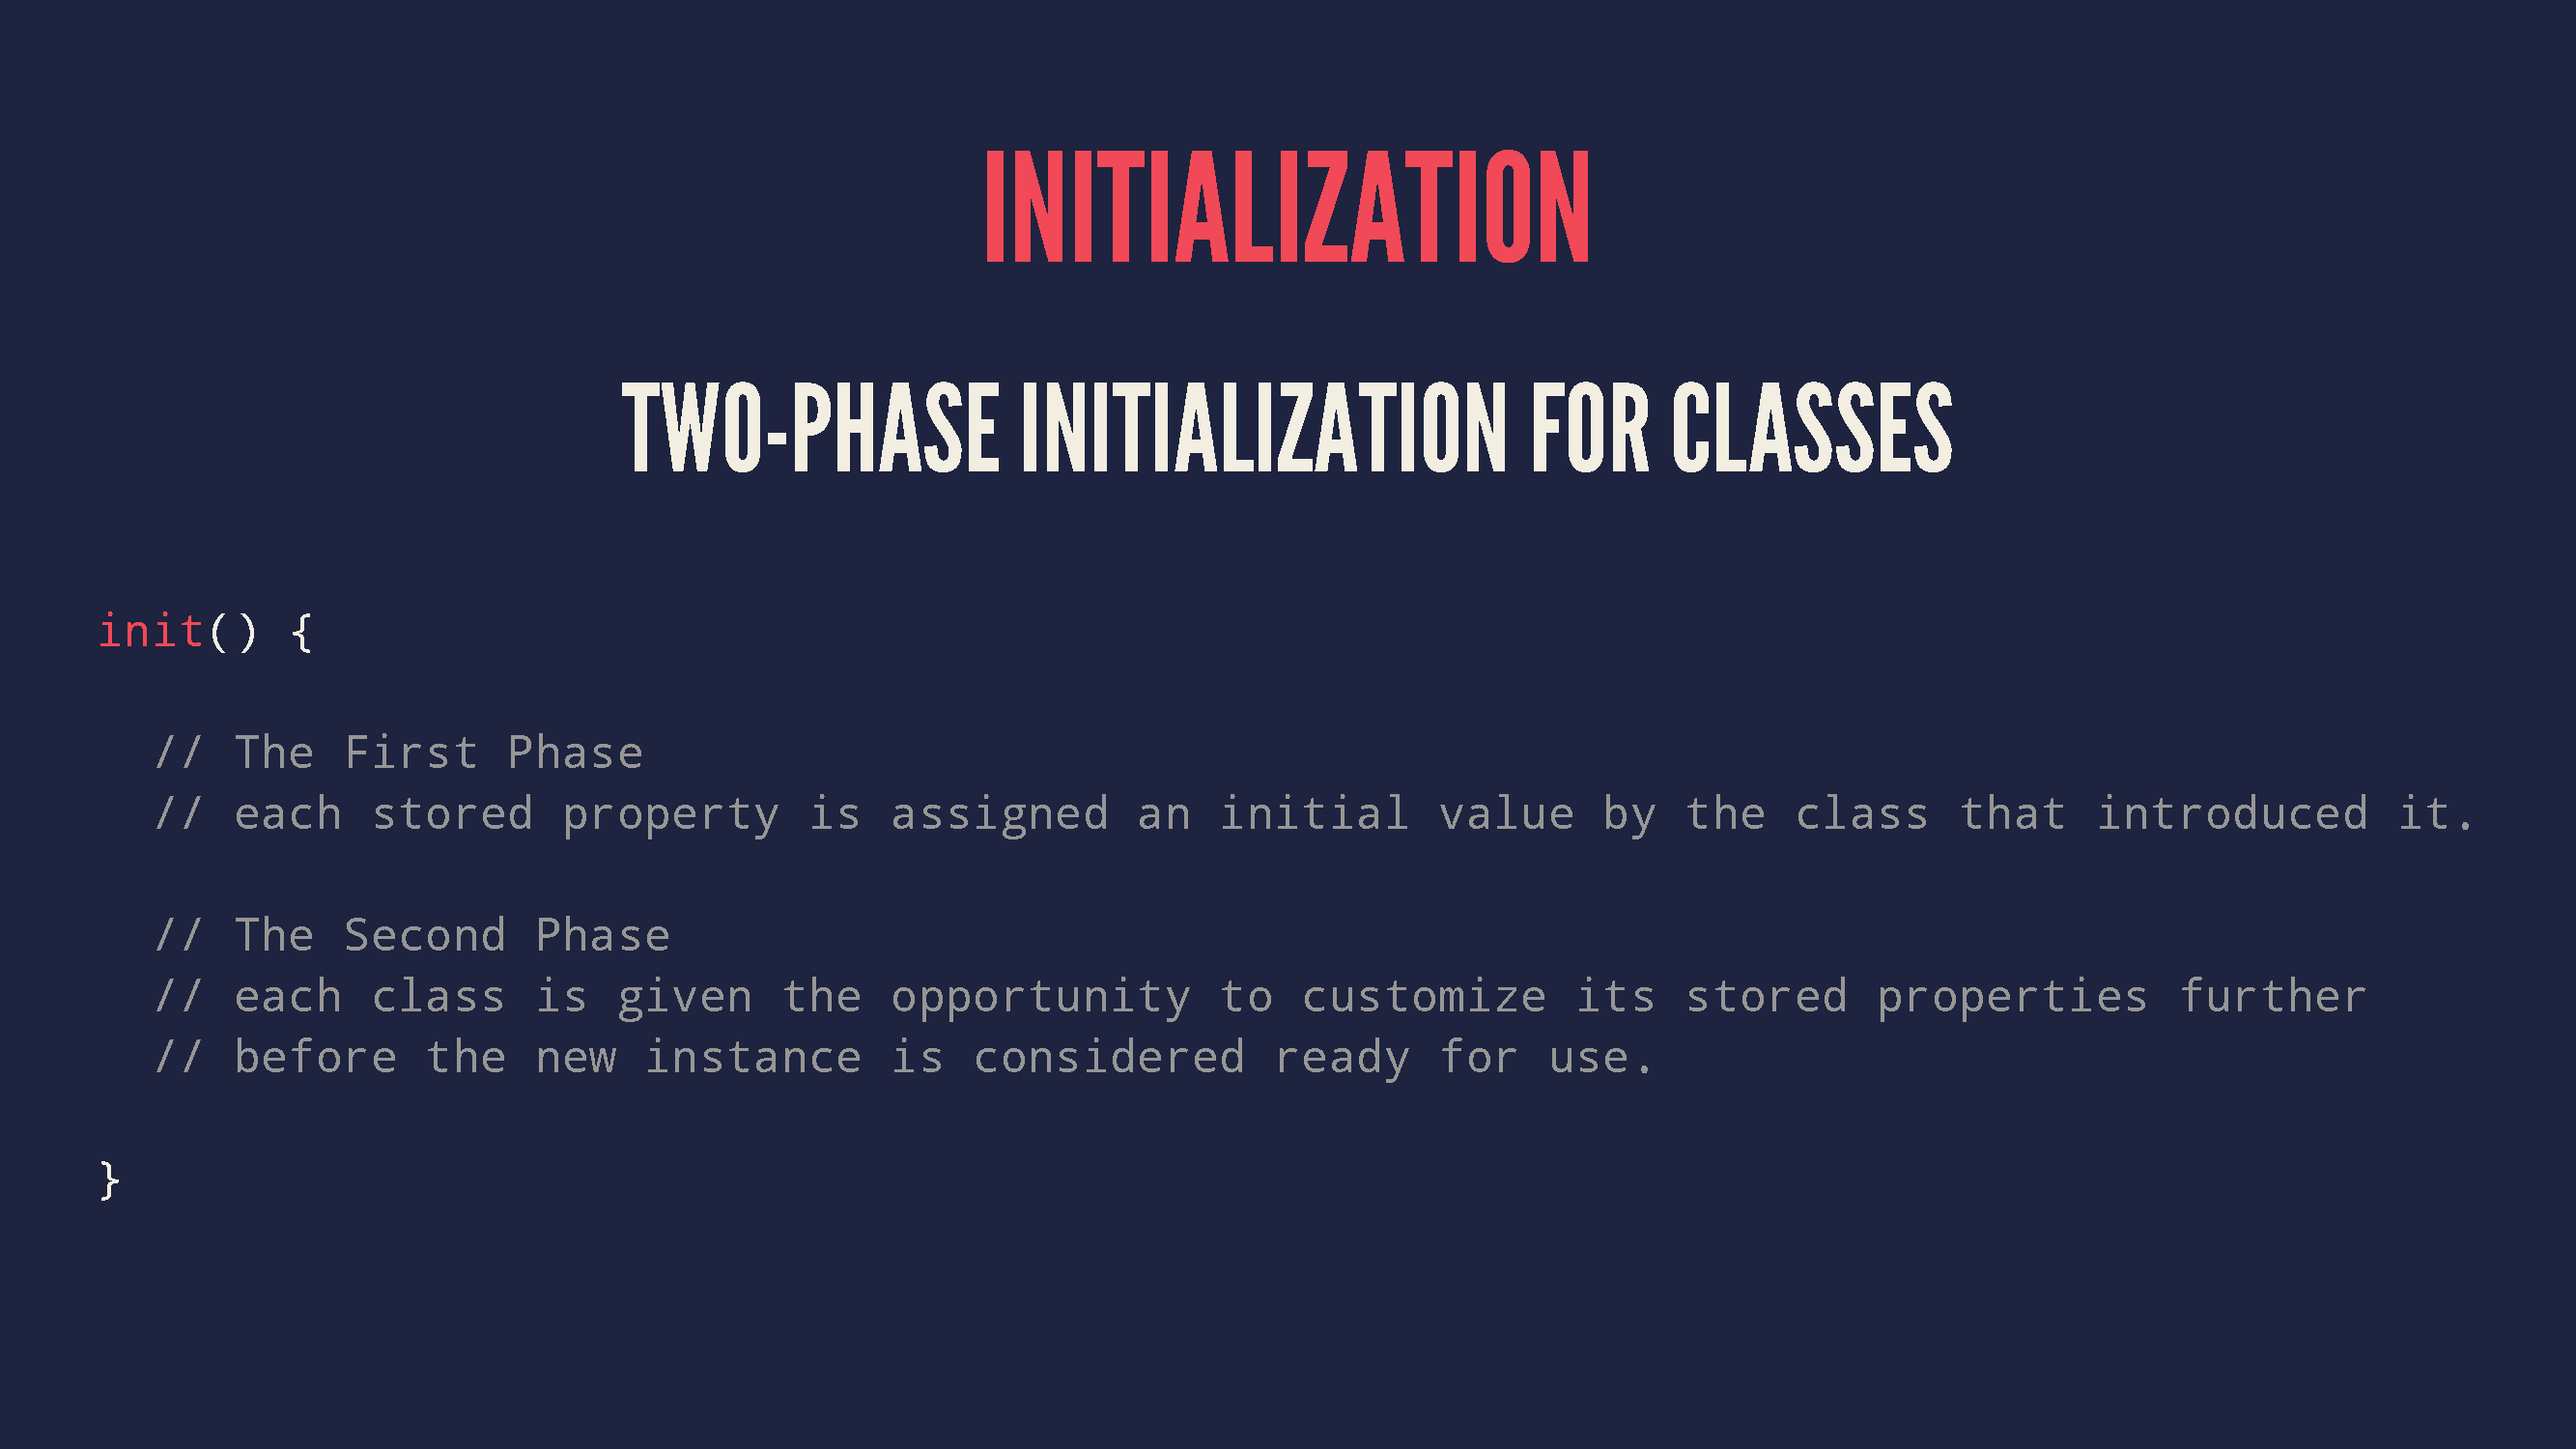 INITIALIZATION
TWO-PHASE INITIALIZATION FOR CLASSES
init() {
// The First Phase
// each stored property is assigned an initial value by the class that introduced it.
// The Second Phase
// each class is given the opportunity to customize its stored properties further
// before the new instance is considered ready for use.
}